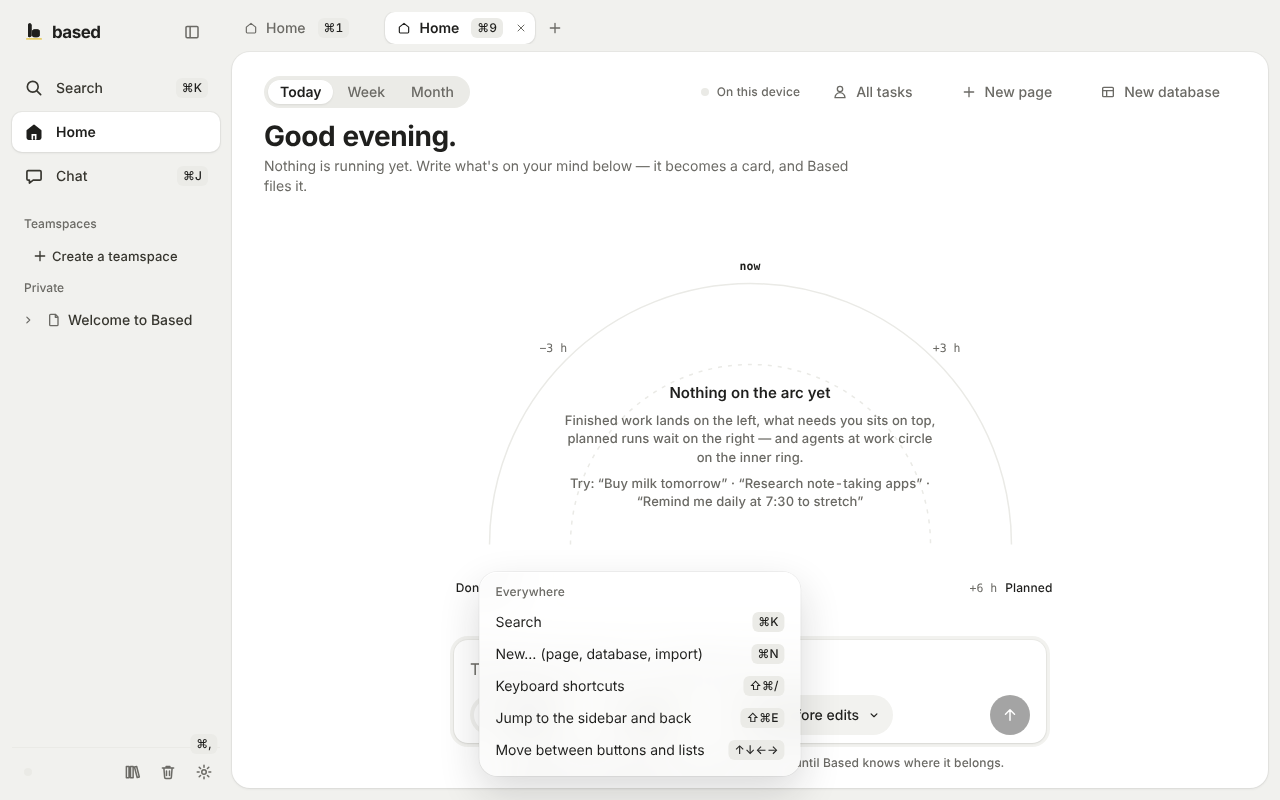 based
Search ⌘K
Home
Chat ⌘J
Teamspaces
Create a teamspace
Private
Welcome to Based
⌘,
Home ⌘1
Home ⌘9
Today Week Month
On this device
All tasks
New page
New database
Good evening.
Nothing is running yet. Write what's on your mind below — it becomes a card, and Based
files it.
now
−3 h
+3 h
Nothing on the arc yet
Finished work lands on the left, what needs you sits on top,
planned runs wait on the right — and agents at work circle
on the inner ring.
Try: “Buy milk tomorrow” · “Research note-taking apps” ·
“Remind me daily at 7:30 to stretch”
+6 h Planned
Everywhere
Search ⌘K
New... (page, database, import) ⌘N
Keyboard shortcuts ⇧⌘/
Jump to the sidebar and back ⇧⌘E
Move between buttons and lists ↑↓←→
edits
Based knows where it belongs.